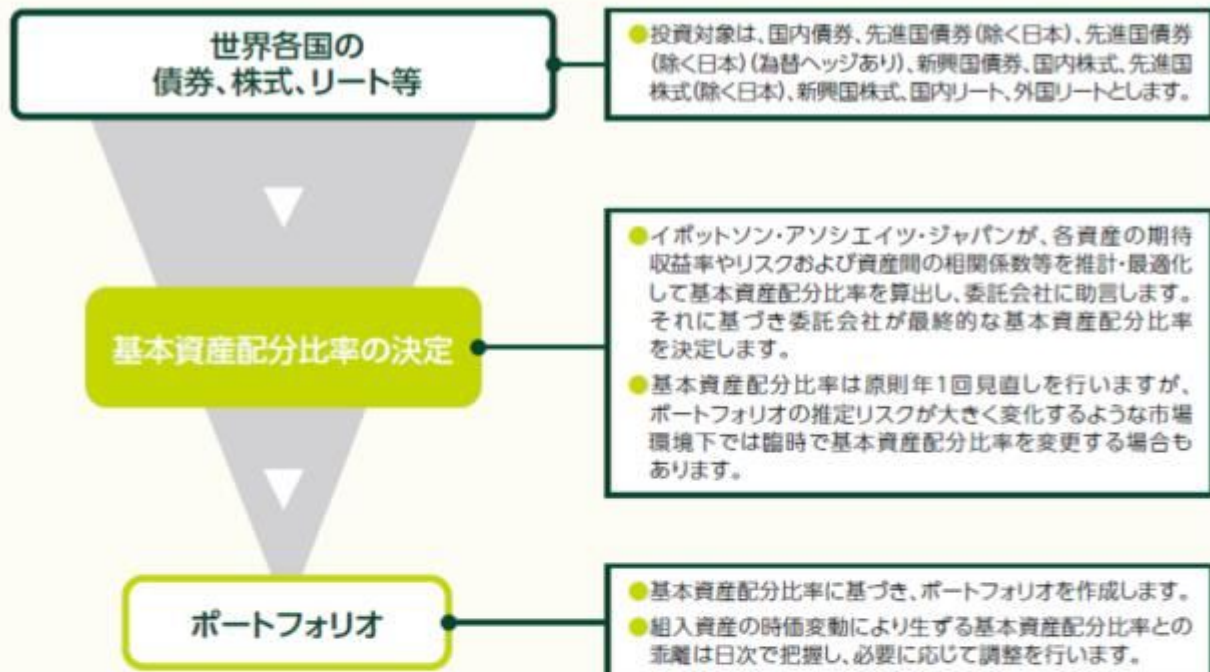 世界各国の
債券、株式、リート等
●投資対象は、国内債券、先進国債券(除く日本)、先進国債券
(除く日本)(為替ヘッジあり)、新興国債券、国内株式、先進国
株式(除く日本)、新興国株式、国内リート、外国リートとします。
基本資産配分比率の決定
●イボットソン・アソシエイツ・ジャパンが、各資産の期待
収益率やリスクおよび資産間の相関係数等を推計・最適化
して基本資産配分比率を算出し、委託会社に助言します。
それに基づき委託会社が最終的な基本資産配分比率
を決定します。
●基本資産配分比率は原則年1回見直しを行いますが、
ポートフォリオの推定リスクが大きく変化するような市場
環境下では臨時で基本資産配分比率を変更する場合も
あります。
ポートフォリオ
●基本資産配分比率に基づき、ポートフォリオを作成します。
●組入資産の時価変動により生ずる基本資産配分比率との
乖離は日次で把握し、必要に応じて調整を行います。